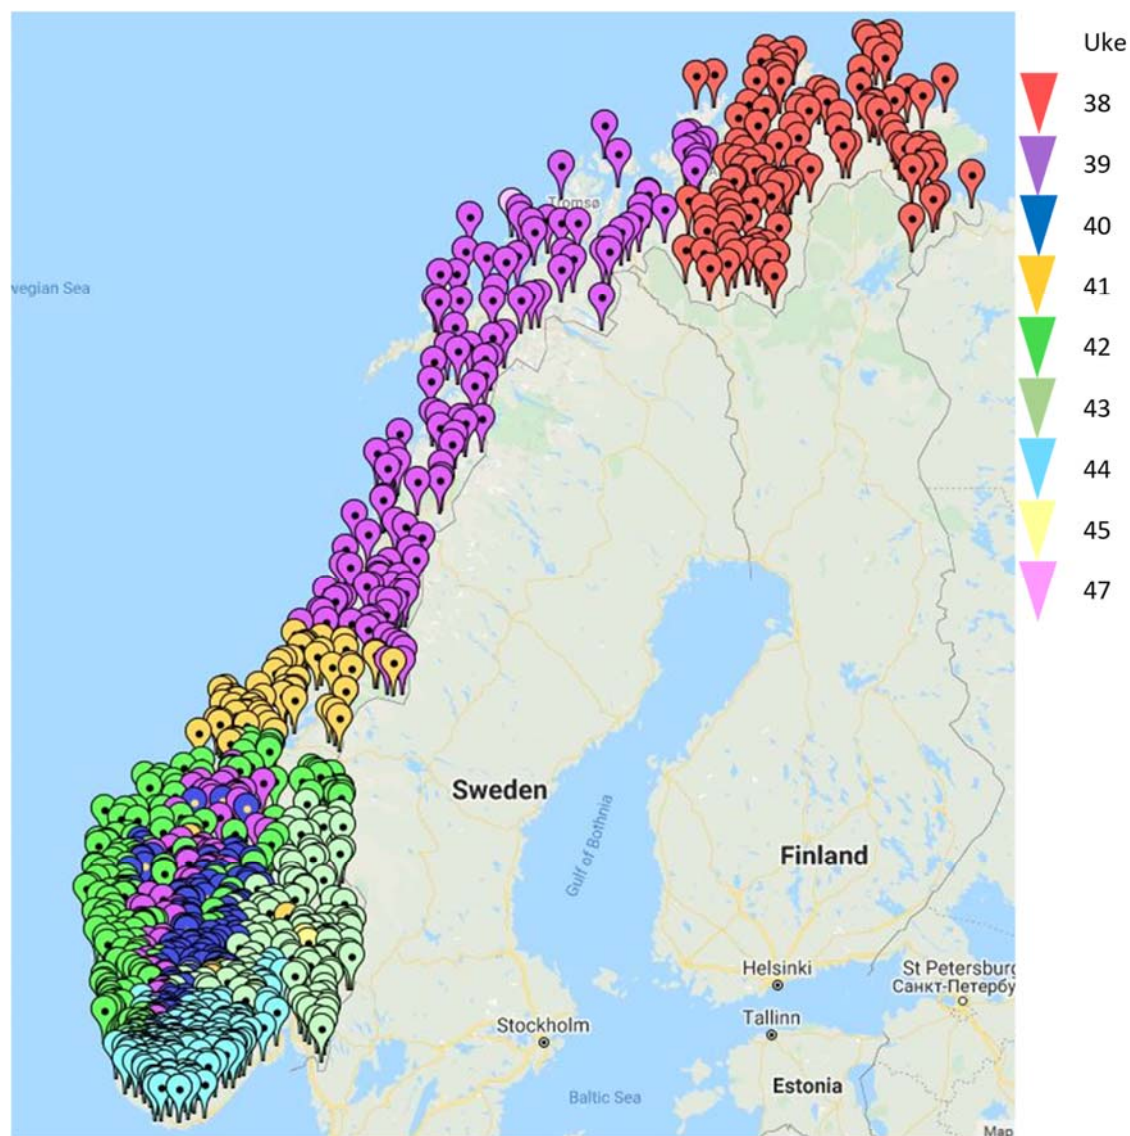 Uke
38
39
40
41
42
43
44
45
47
Tromsø
wegian Sea
Sweden
Finland
Gulf of Bothnia
Helsinki
St Petersburg
Санкт-Петербу
Tallinn
Stockholm
Estonia
Baltic Sea
Map